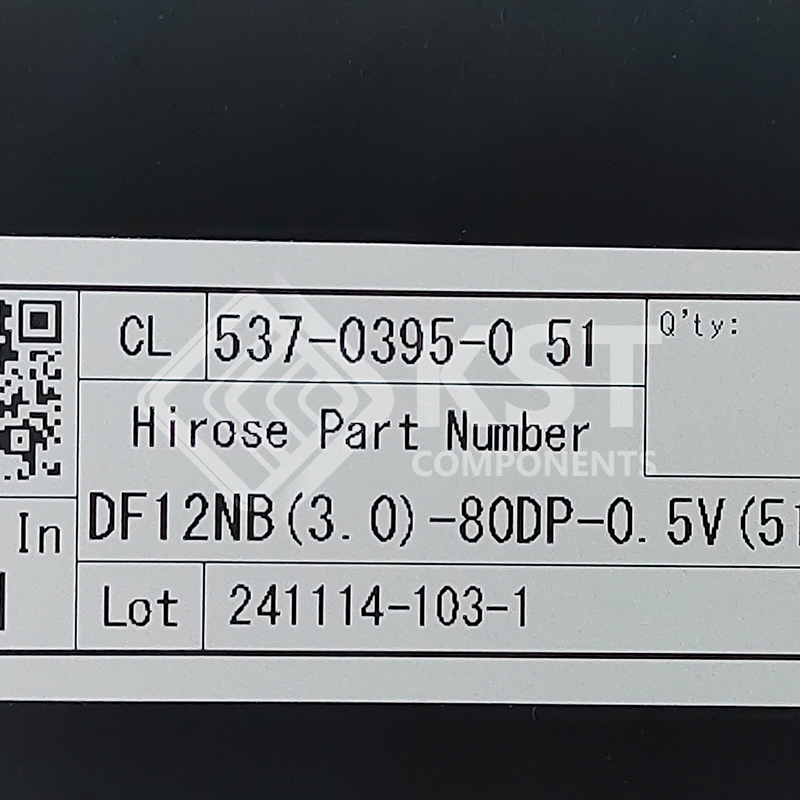 CL 537-0395-0 51 Q'ty:
Hirose Part Number
KST
COMPONENTS
In DF12NB(3.0)-80DP-0.5V(51
Lot 241114-103-1